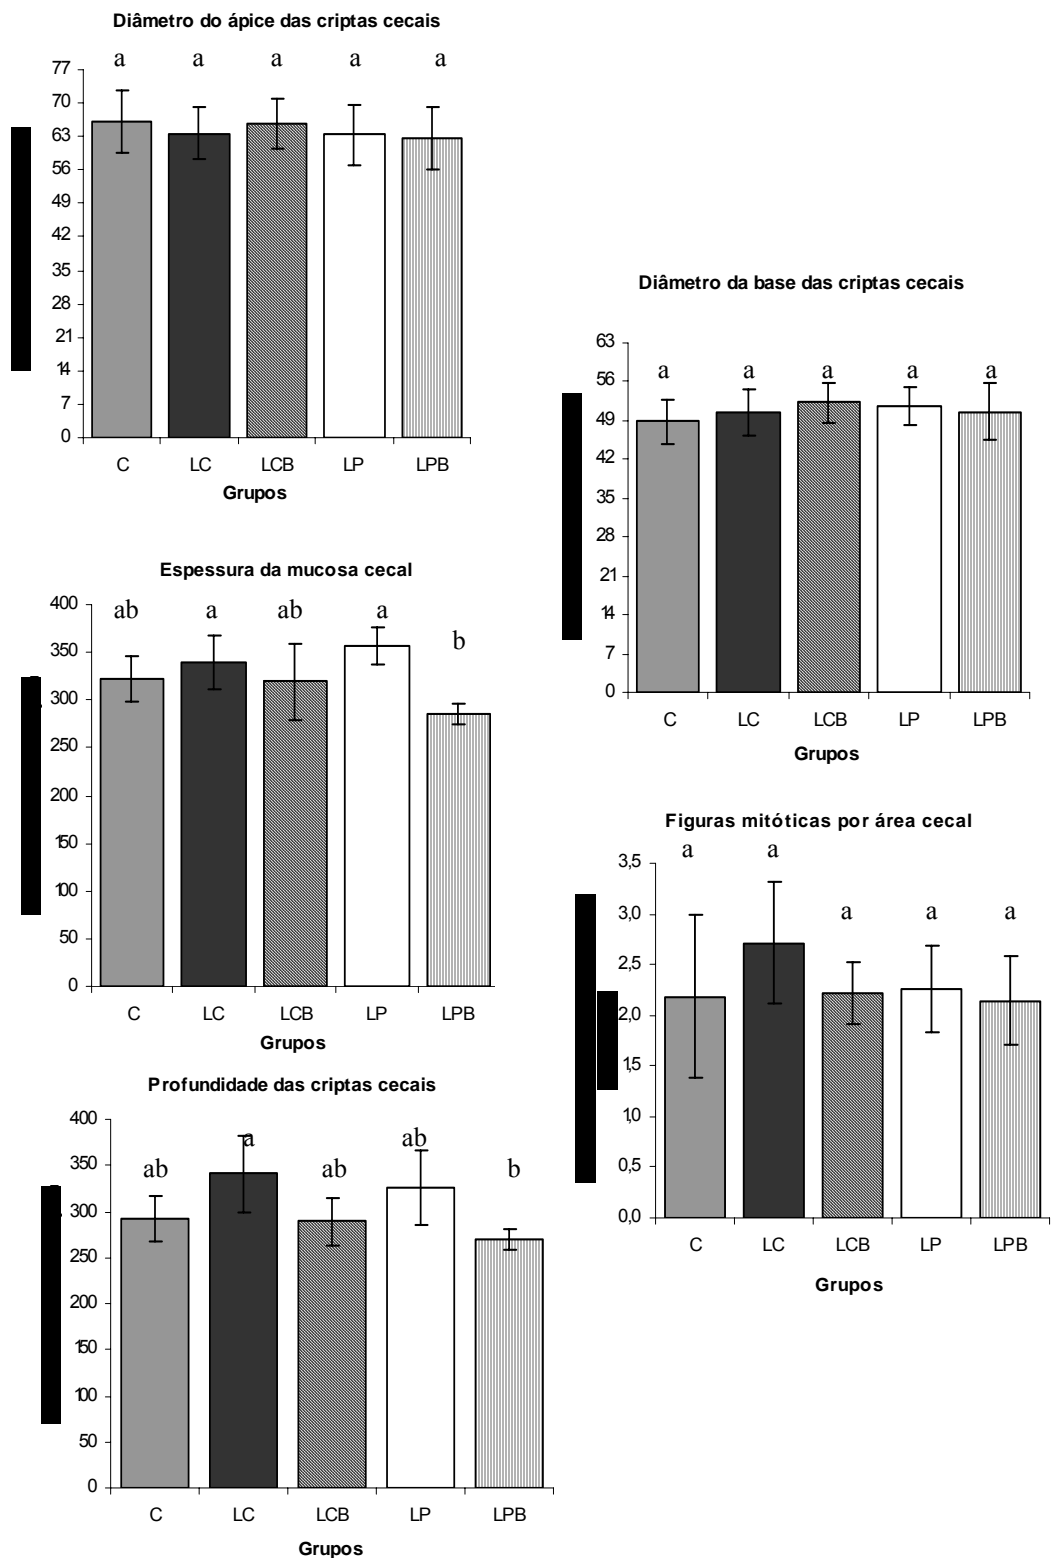 Diâmetro do ápice das criptas cecais
a a a a a
77
70
63
56
49
42
35
28
21
14
7
0
C LC LCB LP LPB
Grupos
Diâmetro da base das criptas cecais
63
56
49
42
35
28
21
14
7
0
a a a a a
C LC LCB LP LPB
Grupos
Espessura da mucosa cecal
400
350
300
250
200
150
100
50
0
ab a ab a b
C LC LCB LP LPB
Grupos
Figuras mitóticas por área cecal
a a a a a
3,5
3,0
2,5
2,0
1,5
1,0
0,5
0,0
C LC LCB LP LPB
Grupos
Profundidade das criptas cecais
400
350
300
250
200
150
100
50
0
ab a ab ab b
C LC LCB LP LPB
Grupos